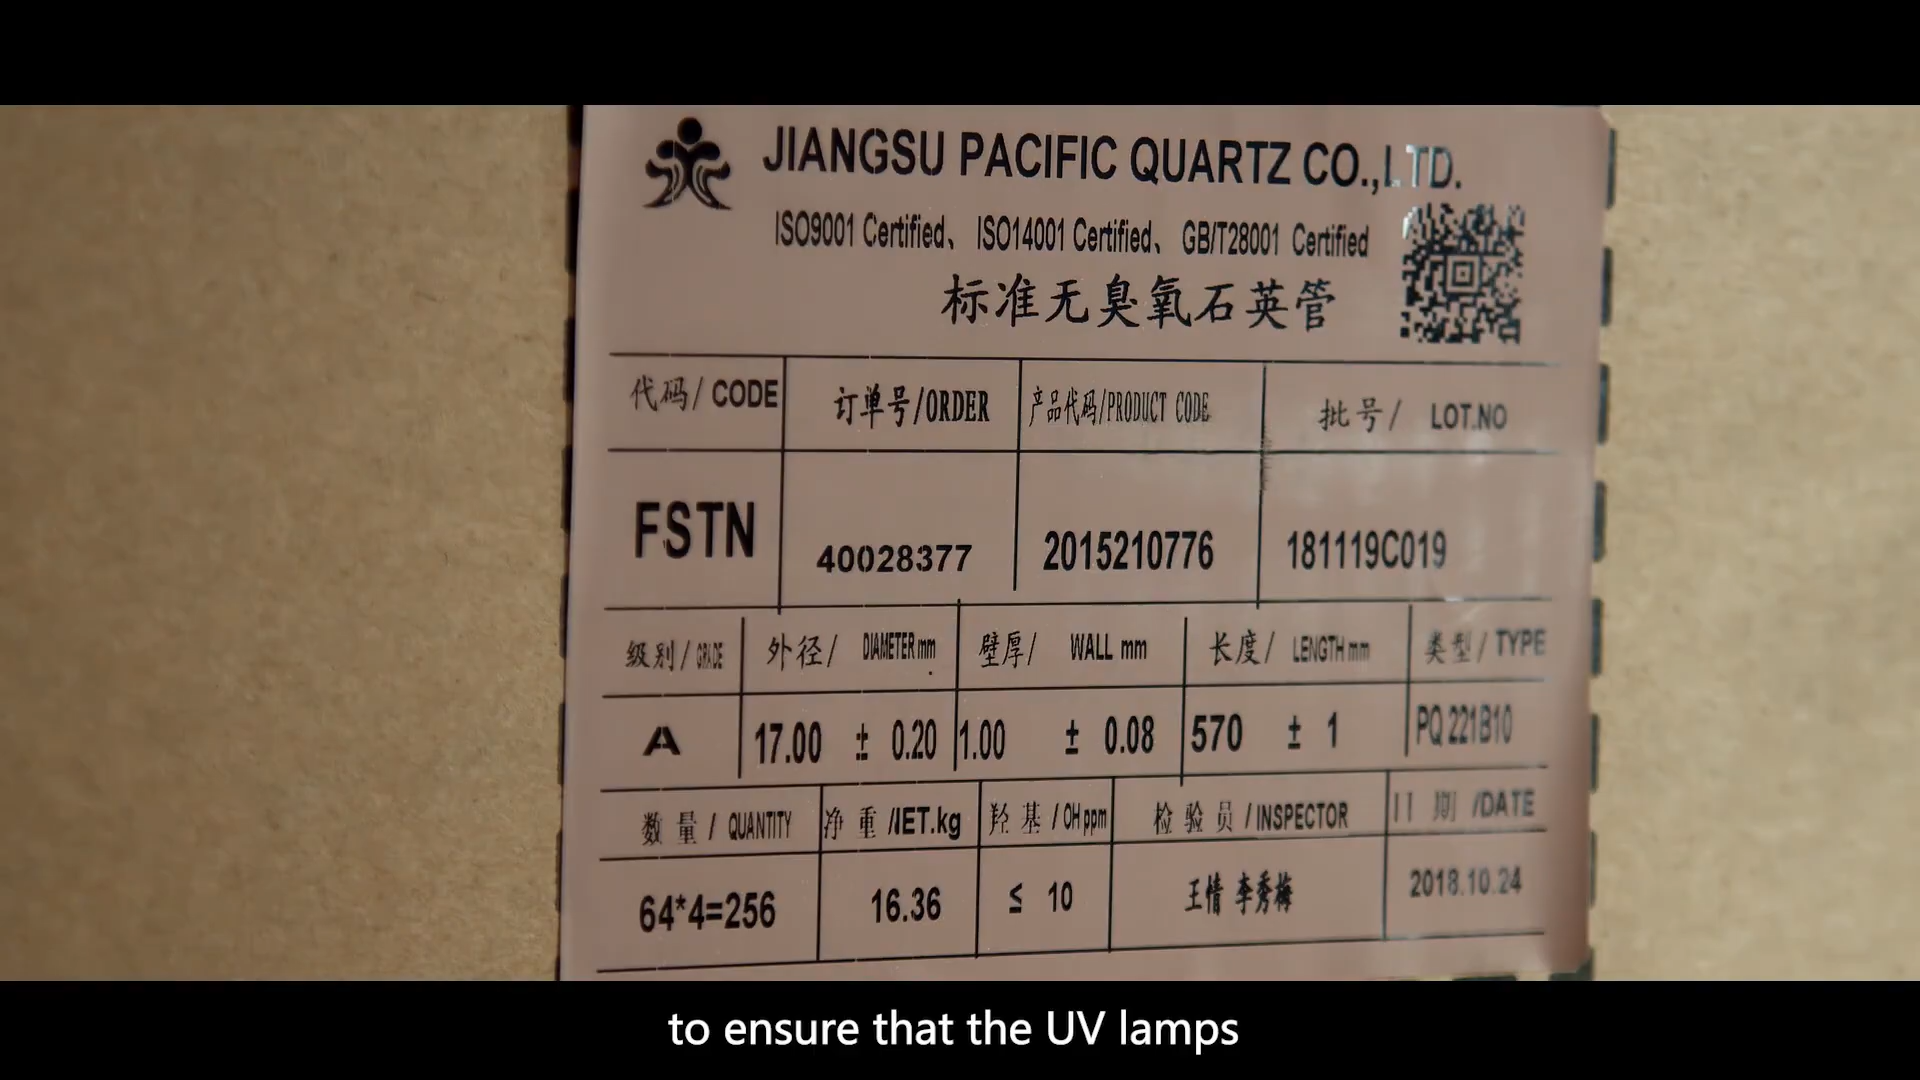 JIANGSU PACIFIC QUARTZ CO.,LTD.
ISO9001 Certified、 ISO14001 Certified、 GB/T28001 Certified
标准无臭氧石英管
代码/ CODE 订单号/ORDER 产品代码/PRODUCT CODE 批号/ LOT.NO
FSTN 40028377 2015210776 181119C019
级别/ GRADE 外径/ DIAMETER mm 壁厚/ WALL mm 长度/ LENGTH mm 类型/ TYPE
A 17.00 ± 0.20 1.00 ± 0.08 570 ± 1 PQ 221B10
数量/ QUANTITY 净重 羟基/ OH ppm 检验员/INSPECTOR 日期/DATE
64*4=256 16.36 ≤ 10 王情 李秀梅 2018.10.24
to ensure that the UV lamps